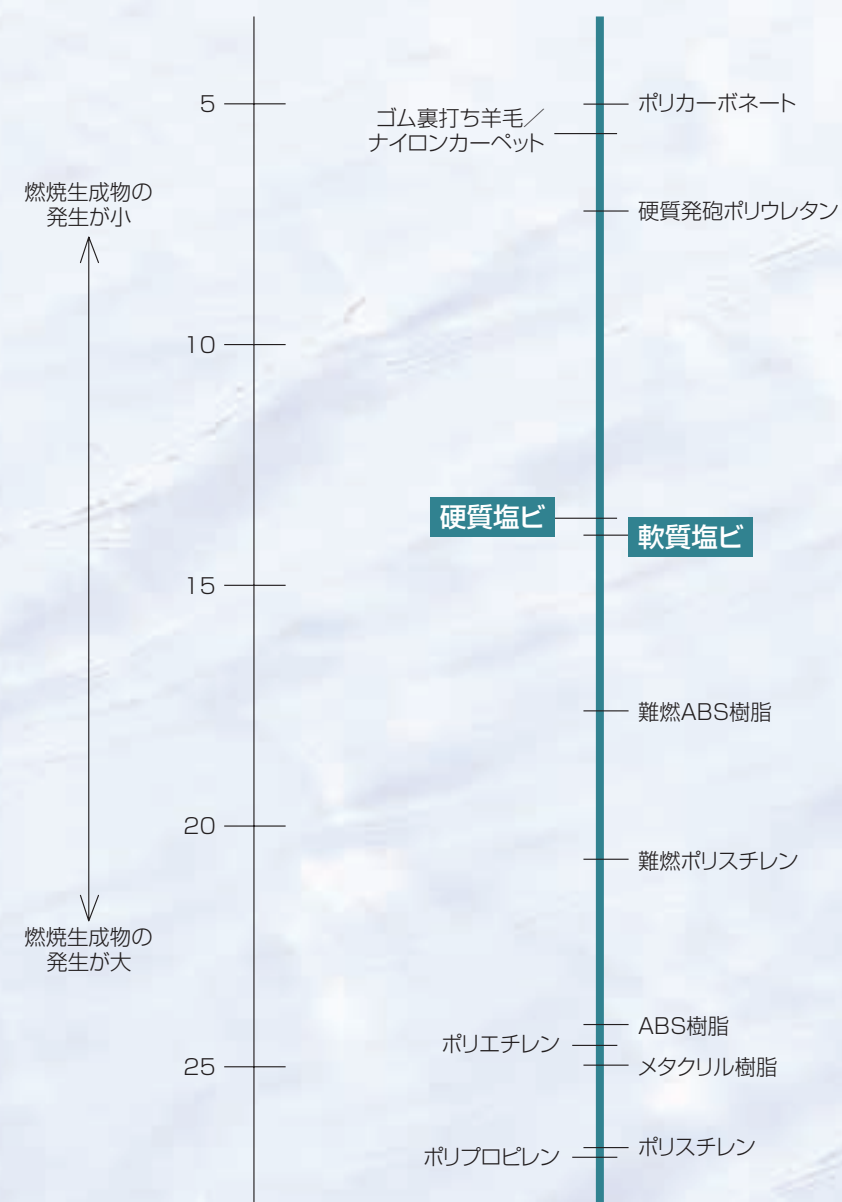 5
ゴム裏打ち羊毛／
ナイロンカーペット
ポリカーボネート
燃焼生成物の
発生が小
硬質発砲ポリウレタン
10
硬質塩ビ
軟質塩ビ
15
難燃ABS樹脂
20
難燃ポリスチレン
燃焼生成物の
発生が大
ABS樹脂
ポリエチレン
25
メタクリル樹脂
ポリスチレン
ポリプロピレン